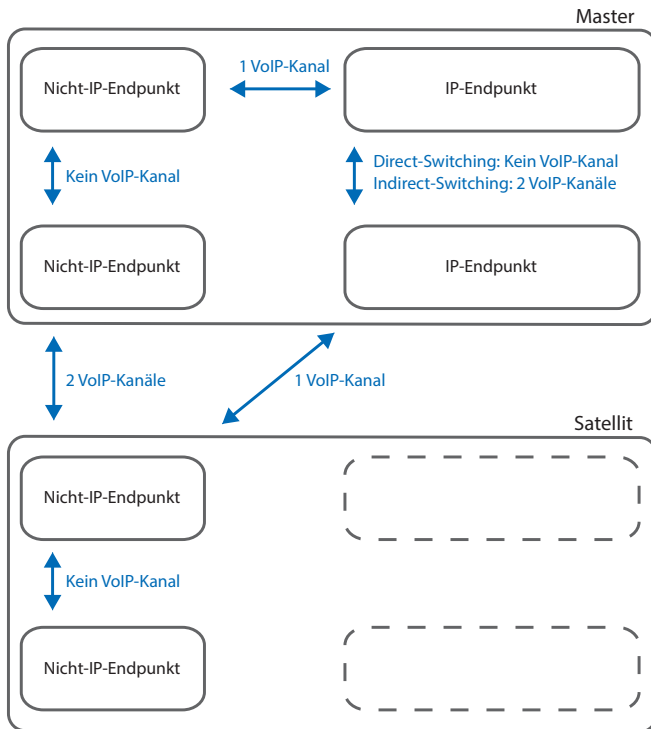 Master
Nicht-IP-Endpunkt
1 VoIP-Kanal
IP-Endpunkt
Kein VoIP-Kanal
Direct-Switching: Kein VoIP-Kanal
Indirect-Switching: 2 VoIP-Kanäle
Nicht-IP-Endpunkt
IP-Endpunkt
2 VoIP-Kanäle
1 VoIP-Kanal
Satellit
Nicht-IP-Endpunkt
Kein VoIP-Kanal
Nicht-IP-Endpunkt